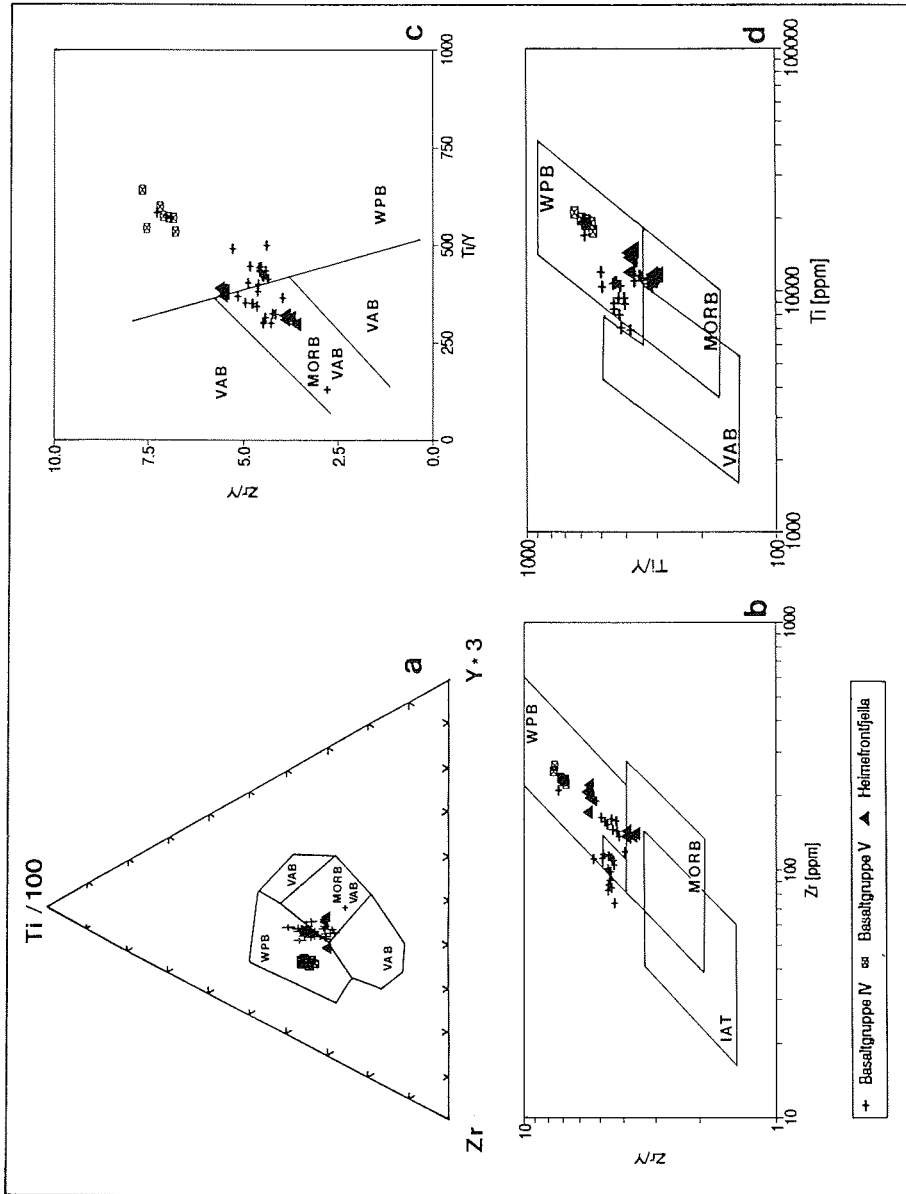 Ti / 100
Zr
Y * 3
a
WPB
VAB
MORB
VAB
VAB
c
10.0
7.5
5.0
2.5
0.0
Zr/Y
0
250
500
750
1000
Ti/Y
VAB
MORB
VAB
VAB
WPB
b
10
1
Zr/Y
10
100
1000
Zr [ppm]
WPB
MORB
IAT
d
1000
100
Ti/Y
1000
10000
100000
Ti [ppm]
WPB
MORB
VAB
+ Basaltgruppe IV ⊠ Basaltgruppe V ▲ Heimefrontfjella